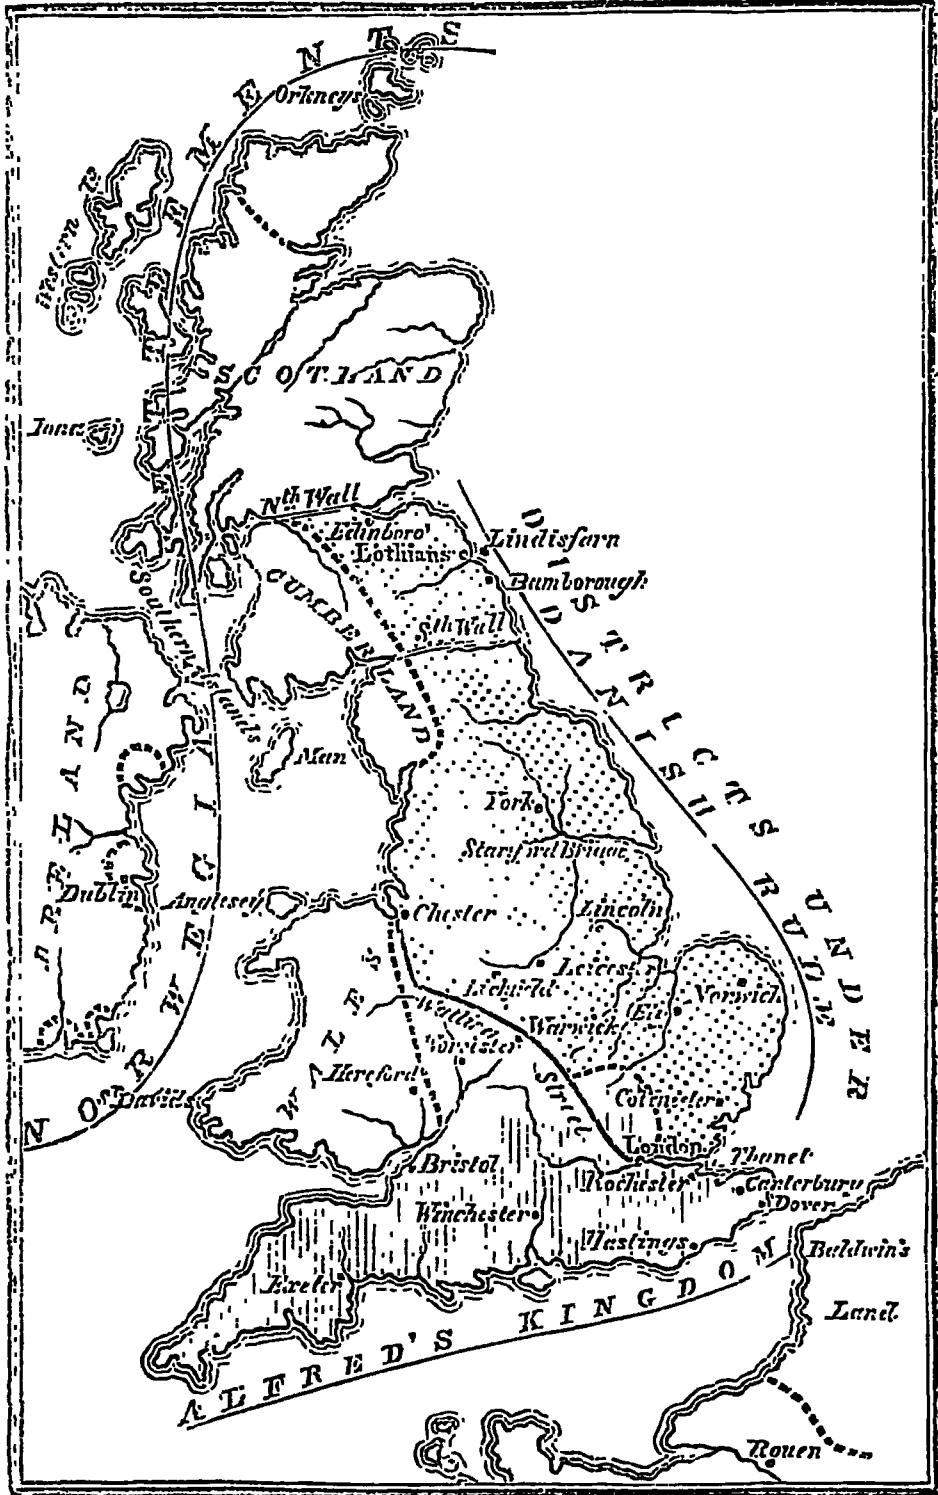 NORWEGIAN SETTLEMENTS
Orkneys
Western Is
SCOTLAND
Iona
Nth Wall
Edinboro'
Lothians
Lindisfarn
Bamborough
DISTRICTS UNDER
DANISH RULE
Southern Islands
CUMBERLAND
Sth Wall
IRELAND
Man
York
Stamford Bridge
Dublin
Anglesey
Chester
Lincoln
Leicester
Lichfield
Norwich
WALES
Watling
Warwick
Ely
Worcester
Hereford
Street
St Davids
Colchester
London
Thanet
Bristol
Rochester
Canterbury
Dover
Winchester
Hastings
Baldwin's
Land
Exeter
ALFRED'S KINGDOM
Rouen